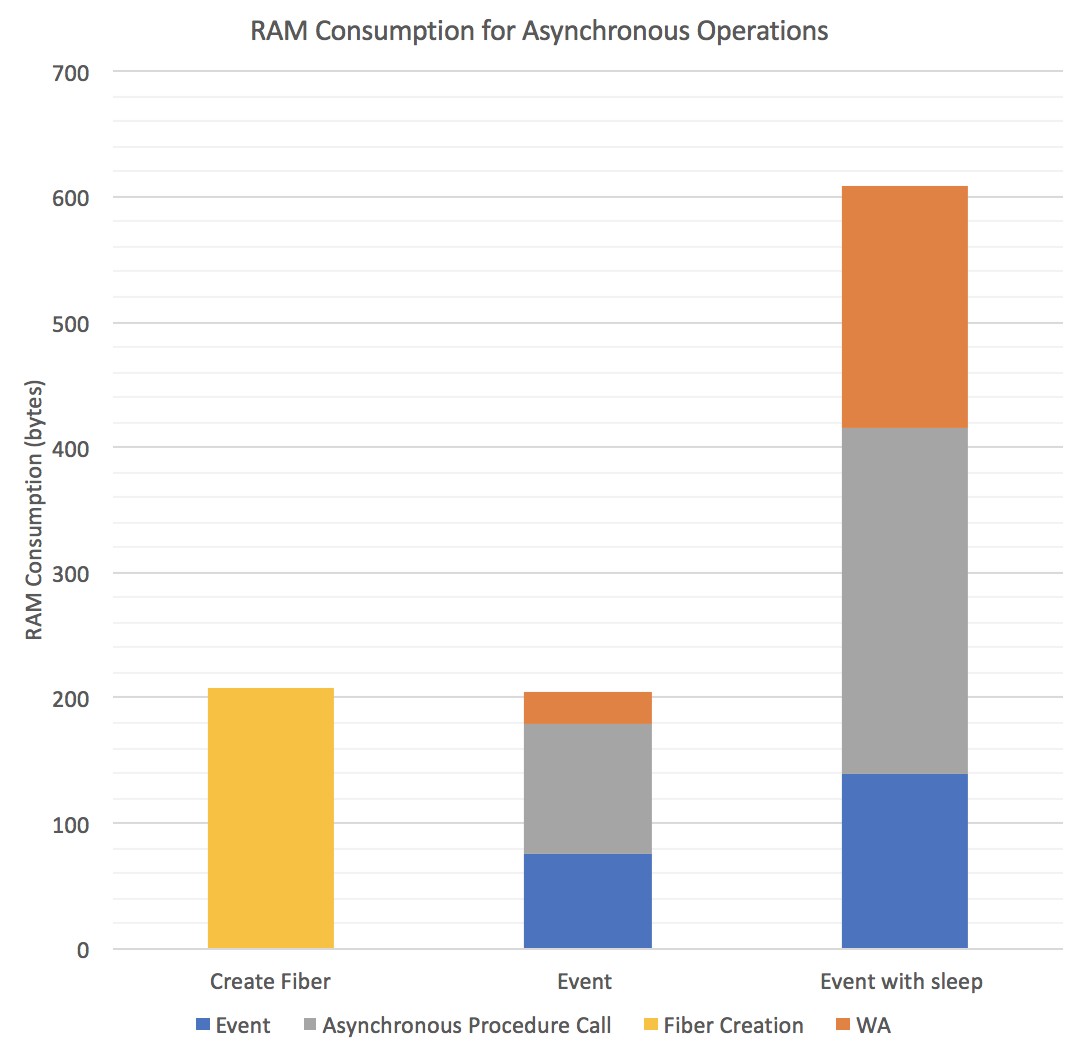 RAM Consumption for Asynchronous Operations
RAM Consumption (bytes)
700
600
500
400
300
200
100
0
Create Fiber
Event
Event with sleep
Event
Asynchronous Procedure Call
Fiber Creation
WA